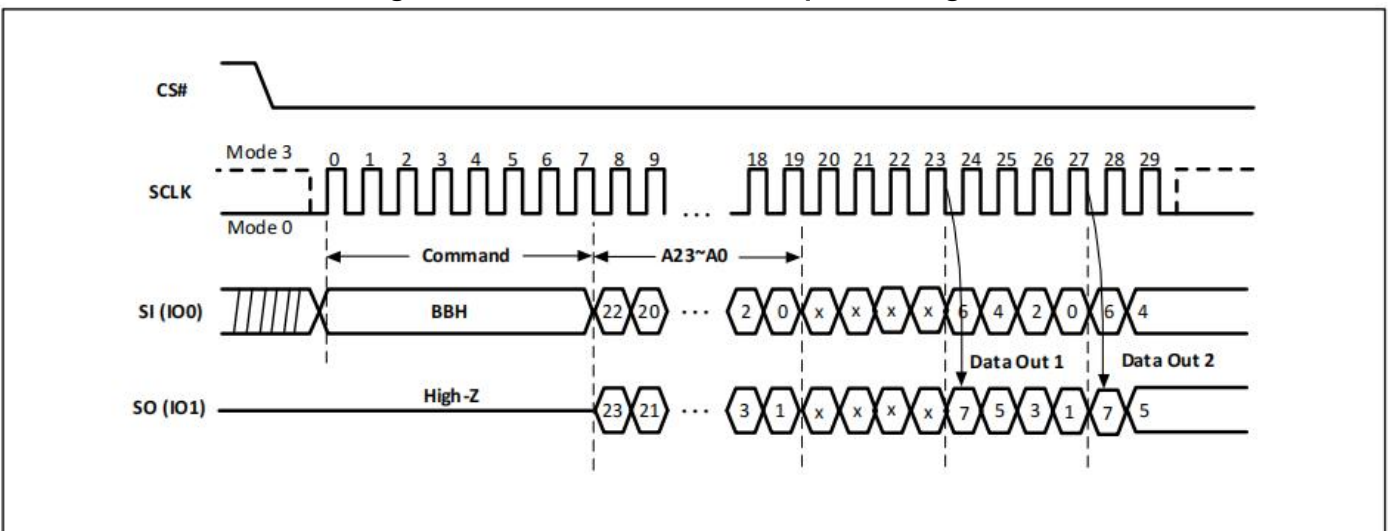 CS#
Mode 3
0 1 2 3 4 5 6 7 8 9 18 19 20 21 22 23 24 25 26 27 28 29
SCLK
...
Mode 0
Command A23~A0
SI (IO0) BBH 22 20 ... 2 0 x x x x 6 4 2 0 6 4
Data Out 1 Data Out 2
SO (IO1) High-Z 23 21 ... 3 1 x x x x 7 5 3 1 7 5